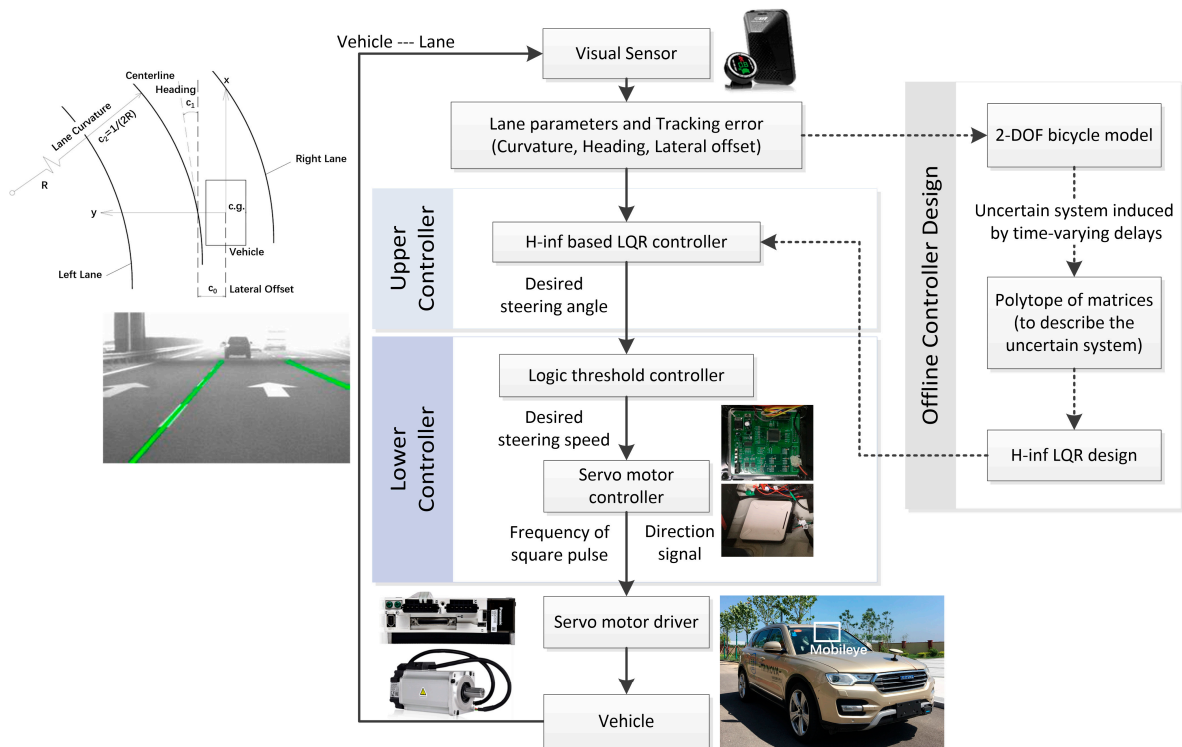 Vehicle --- Lane
Visual Sensor
Centerline
Heading
x
c₁
Lane Curvature
c₂=1/(2R)
Right Lane
R
y
c.g.
Vehicle
Left Lane
c₀
Lateral Offset
Lane parameters and Tracking error
(Curvature, Heading, Lateral offset)
Upper
Controller
H-inf based LQR controller
Desired
steering angle
Lower
Controller
Logic threshold controller
Desired
steering speed
Servo motor
controller
Frequency of
square pulse
Direction
signal
Servo motor driver
Vehicle
Mobileye
Offline Controller Design
2-DOF bicycle model
Uncertain system induced
by time-varying delays
Polytope of matrices
(to describe the
uncertain system)
H-inf LQR design